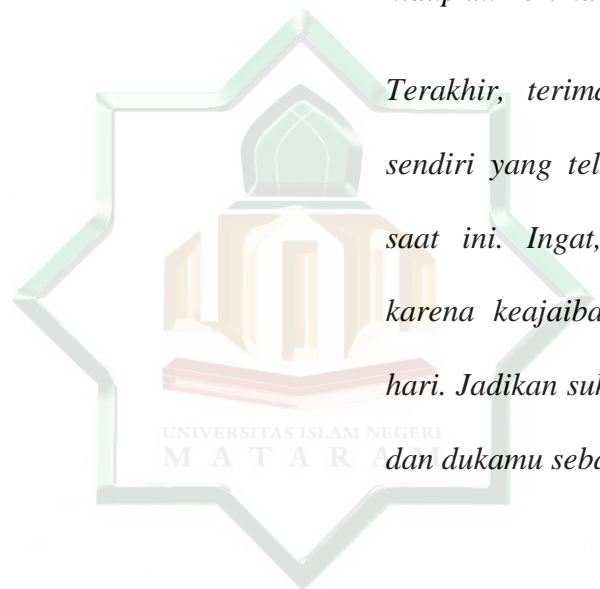 Terakhir, terima
sendiri yang tel
saat ini. Ingat,
karena keajaiba
hari. Jadikan suk
dan dukamu seba
UNIVERSITAS ISLAM NEGERI
MATARAM